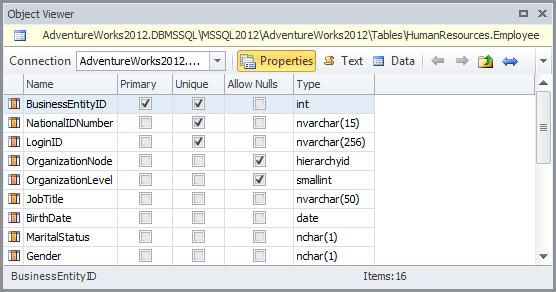 Object Viewer
AdventureWorks2012.DBMSSQL\MSSQL2012\AdventureWorks2012\Tables\HumanResources.Employee
Connection AdventureWorks2012.... Properties Text Data
Name Primary Unique Allow Nulls Type
BusinessEntityID int
NationalIDNumber nvarchar(15)
LoginID nvarchar(256)
OrganizationNode hierarchyid
OrganizationLevel smallint
JobTitle nvarchar(50)
BirthDate date
MaritalStatus nchar(1)
Gender nchar(1)
BusinessEntityID Items:16